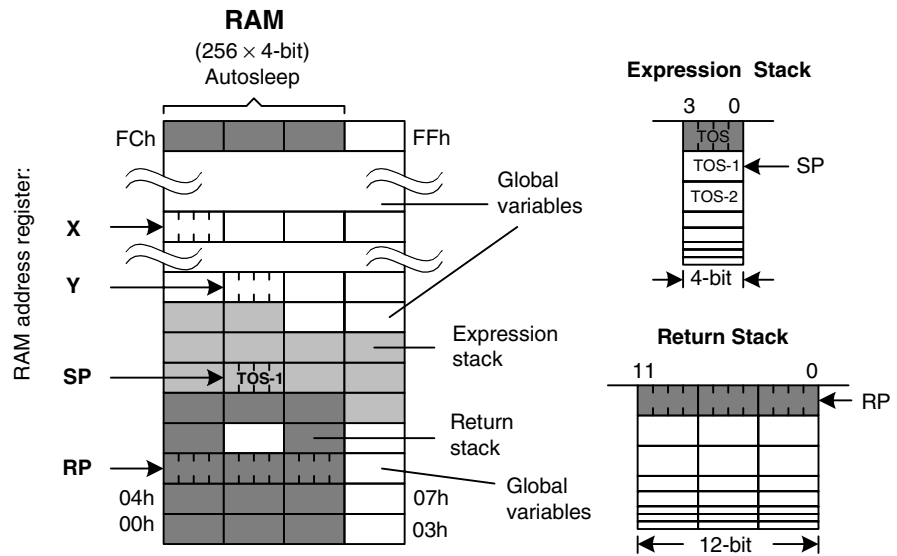 RAM
(256 × 4-bit)
Autosleep
FCh
FFh
RAM address register:
X
Y
SP
TOS-1
RP
04h
00h
07h
03h
Global
variables
Expression
stack
Return
stack
Global
variables
Expression Stack
3 0
TOS
TOS-1
SP
TOS-2
4-bit
Return Stack
11 0
RP
12-bit